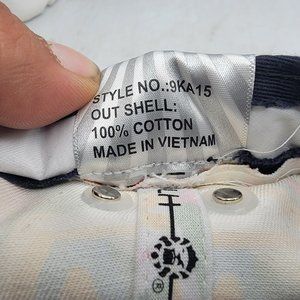 STYLE NO.:9KA15
OUT SHELL:
100% COTTON
MADE IN VIETNAM
®